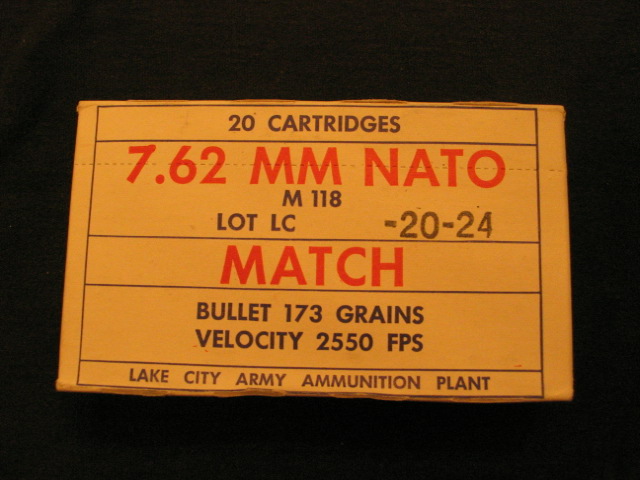 20 CARTRIDGES
7.62 MM NATO
M 118
LOT LC -20-24
MATCH
BULLET 173 GRAINS
VELOCITY 2550 FPS
LAKE CITY ARMY AMMUNITION PLANT